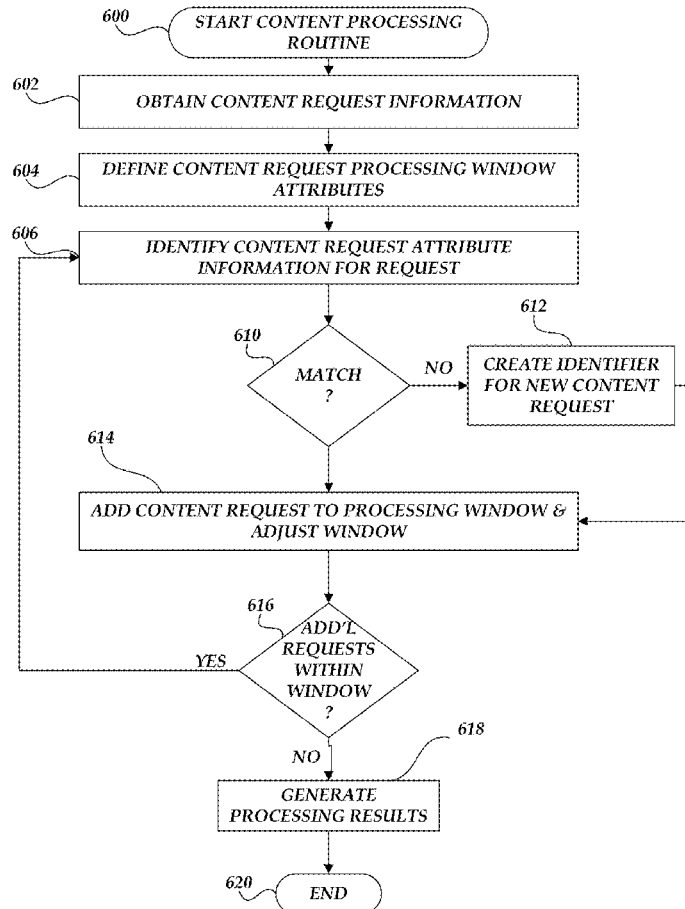 600
START CONTENT PROCESSING
ROUTINE
602
OBTAIN CONTENT REQUEST INFORMATION
604
DEFINE CONTENT REQUEST PROCESSING WINDOW
ATTRIBUTES
606
IDENTIFY CONTENT REQUEST ATTRIBUTE
INFORMATION FOR REQUEST
610
MATCH
?
NO
612
CREATE IDENTIFIER
FOR NEW CONTENT
REQUEST
614
ADD CONTENT REQUEST TO PROCESSING WINDOW &
ADJUST WINDOW
616
ADD'L
REQUESTS
WITHIN
WINDOW
?
YES
NO
618
GENERATE
PROCESSING RESULTS
620
END